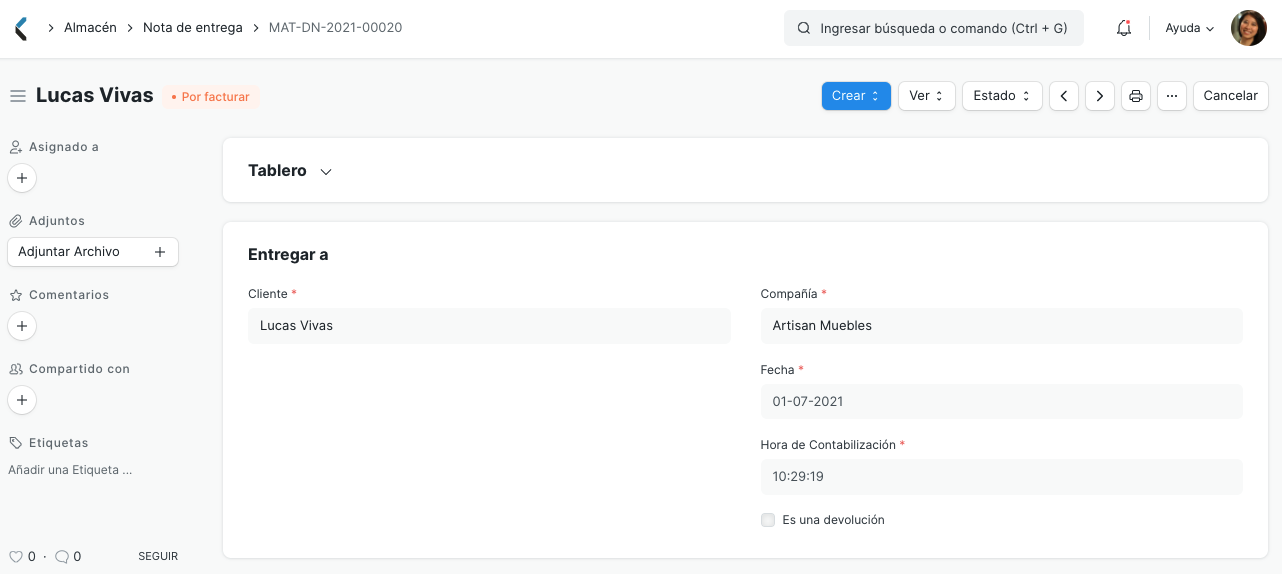 Almacén Nota de entrega MAT-DN-2021-00020
Ingresar búsqueda o comando (Ctrl + G)
Ayuda
Lucas Vivas
Por facturar
Crear
Ver
Estado
Cancelar
Asignado a
Adjuntos
Adjuntar Archivo
Comentarios
Compartido con
Etiquetas
Añadir una Etiqueta ...
0 · 0
SEGUIR
Tablero
Entregar a
Cliente *
Lucas Vivas
Compañía *
Artisan Muebles
Fecha *
01-07-2021
Hora de Contabilización *
10:29:19
Es una devolución